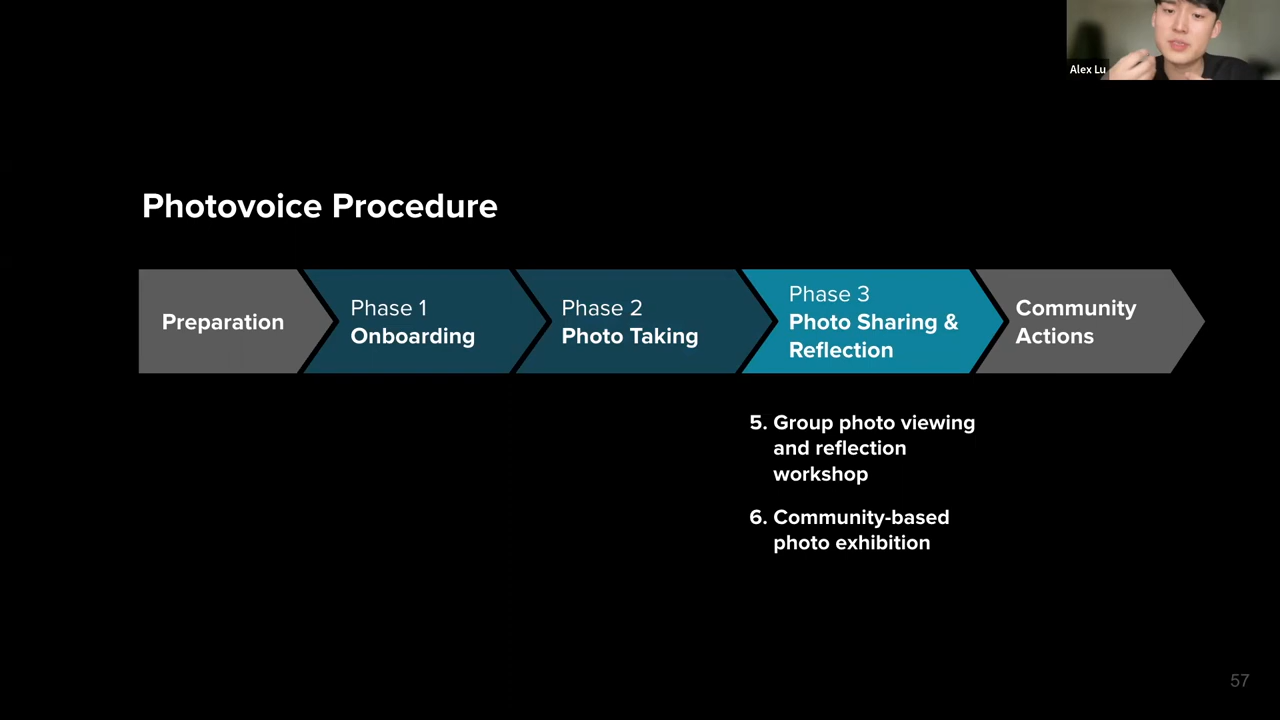 Alex Lu
Photovoice Procedure
Preparation
Phase 1
Onboarding
Phase 2
Photo Taking
Phase 3
Photo Sharing &
Reflection
Community
Actions
5. Group photo viewing
and reflection
workshop
6. Community-based
photo exhibition
57